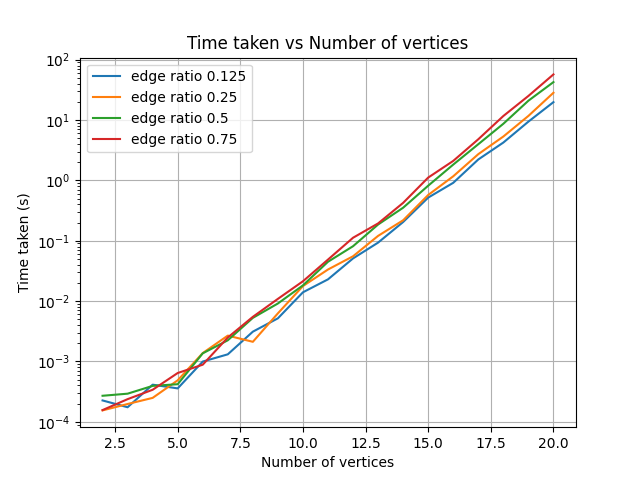 Time taken vs Number of vertices
edge ratio 0.125
edge ratio 0.25
edge ratio 0.5
edge ratio 0.75
Time taken (s)
10²
10¹
10⁰
10⁻¹
10⁻²
10⁻³
10⁻⁴
2.5 5.0 7.5 10.0 12.5 15.0 17.5 20.0
Number of vertices